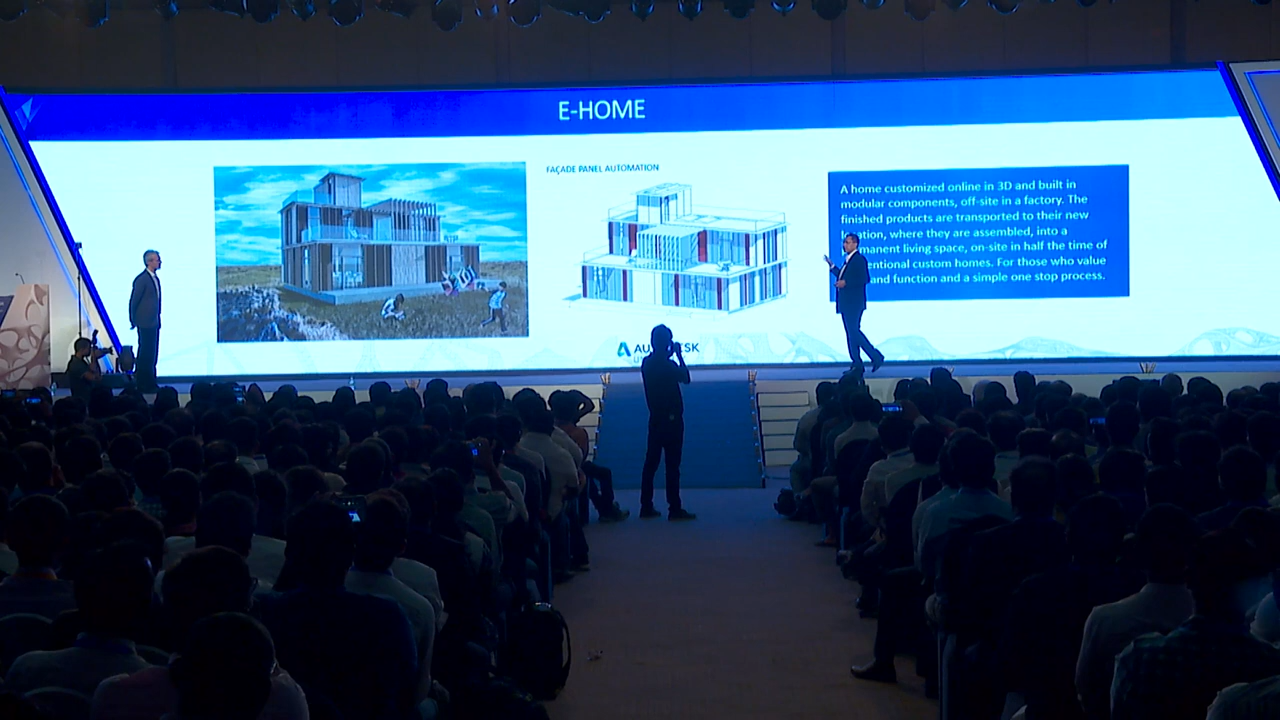 E-HOME
FAÇADE PANEL AUTOMATION
A home customized online in 3D and built in
modular components, off-site in a factory. The
finished products are transported to their new
where they are assembled, into a
living space, on-site in half the time of
custom homes. For those who value
and function and a simple one stop process.